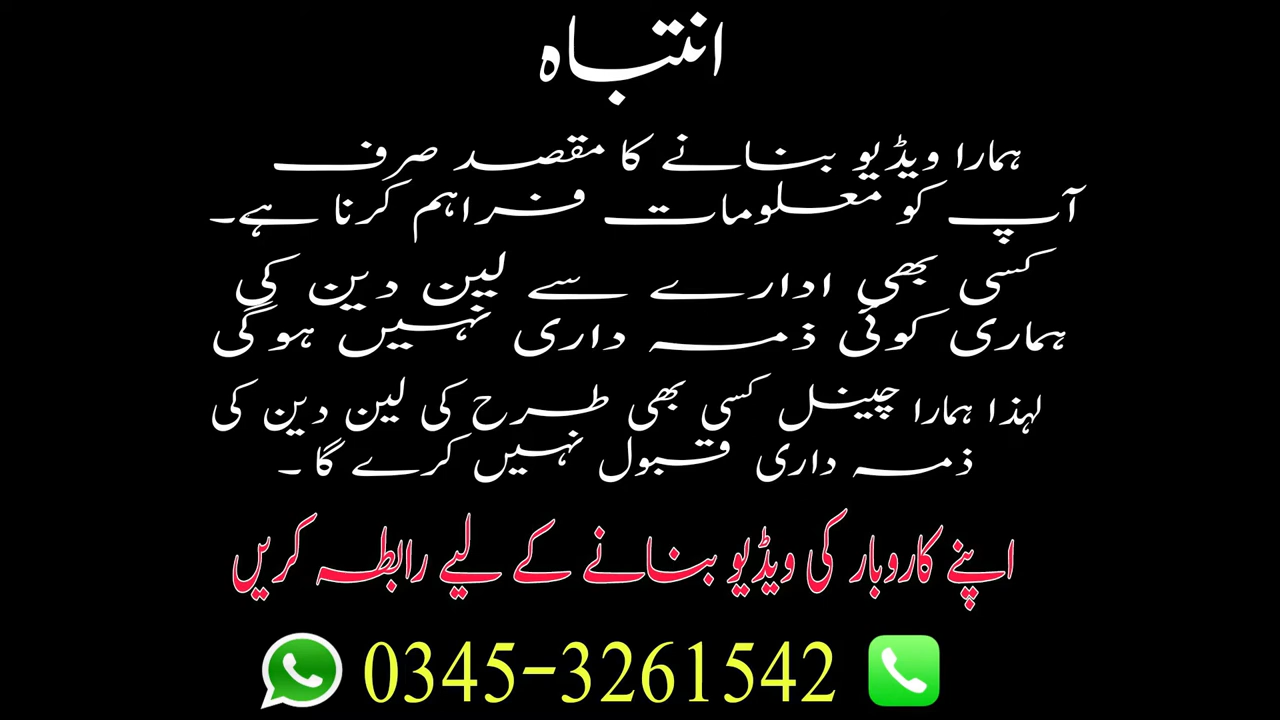 انتباہ
ہمارا ویڈیو بنانے کا مقصد صرف
آپ کو معلومات فراہم کرنا ہے۔
کسی بھی ادارے سے لین دین کی
ہماری کوئی ذمہ داری نہیں ہوگی
لہذا ہمارا چینل کسی بھی طرح کی لین دین کی
ذمہ داری قبول نہیں کرے گا ۔
اپنے کاروبار کی ویڈیو بنانے کے لیے رابطہ کریں
0345-3261542